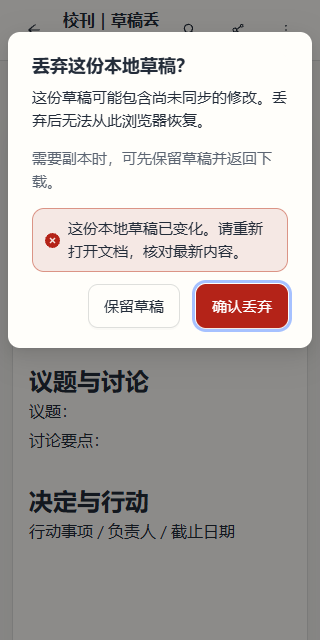 校刊 | 草稿丢
丢弃这份本地草稿？
这份草稿可能包含尚未同步的修改。丢
弃后无法从此浏览器恢复。
需要副本时，可先保留草稿并返回下
载。
这份本地草稿已变化。请重新
打开文档，核对最新内容。
保留草稿
确认丢弃
议题与讨论
议题：
讨论要点：
决定与行动
行动事项 / 负责人 / 截止日期